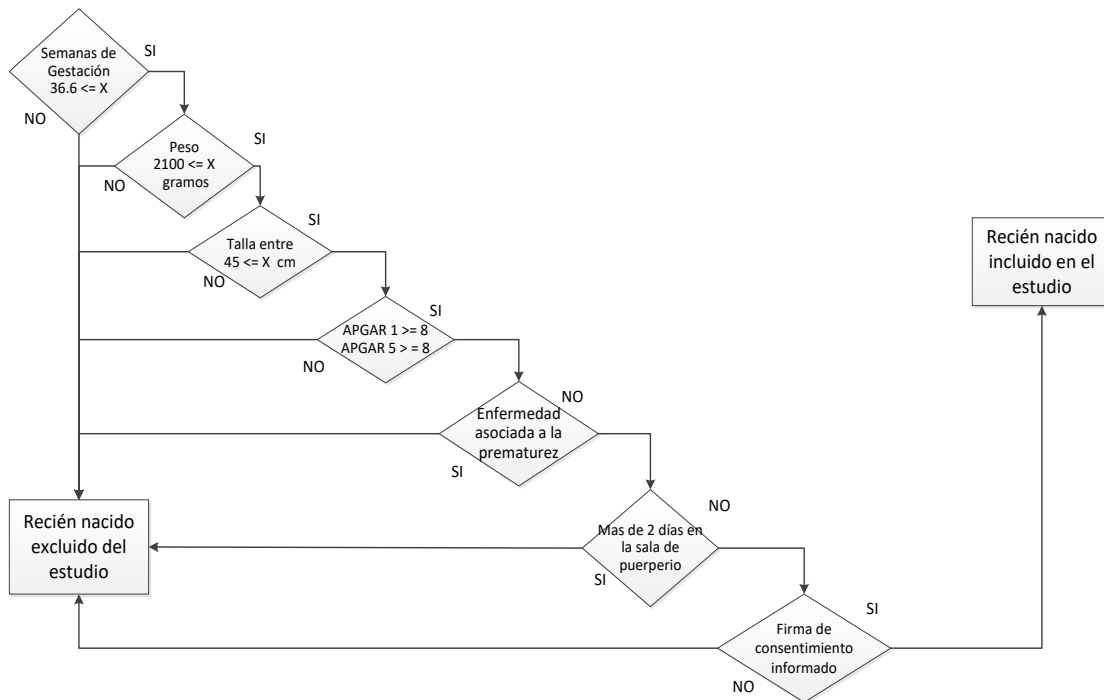 Semanas de
Gestación
36.6 <= X
SI
NO
Peso
2100 <= X
gramos
SI
NO
Talla entre
45 <= X  cm
SI
NO
APGAR 1 >= 8
APGAR 5 > = 8
SI
NO
Enfermedad
asociada a la
prematurez
NO
SI
Mas de 2 días en
la sala de
puerperio
NO
SI
Firma de
consentimiento
informado
SI
NO
Recién nacido
excluido del
estudio
Recién nacido
incluido en el
estudio